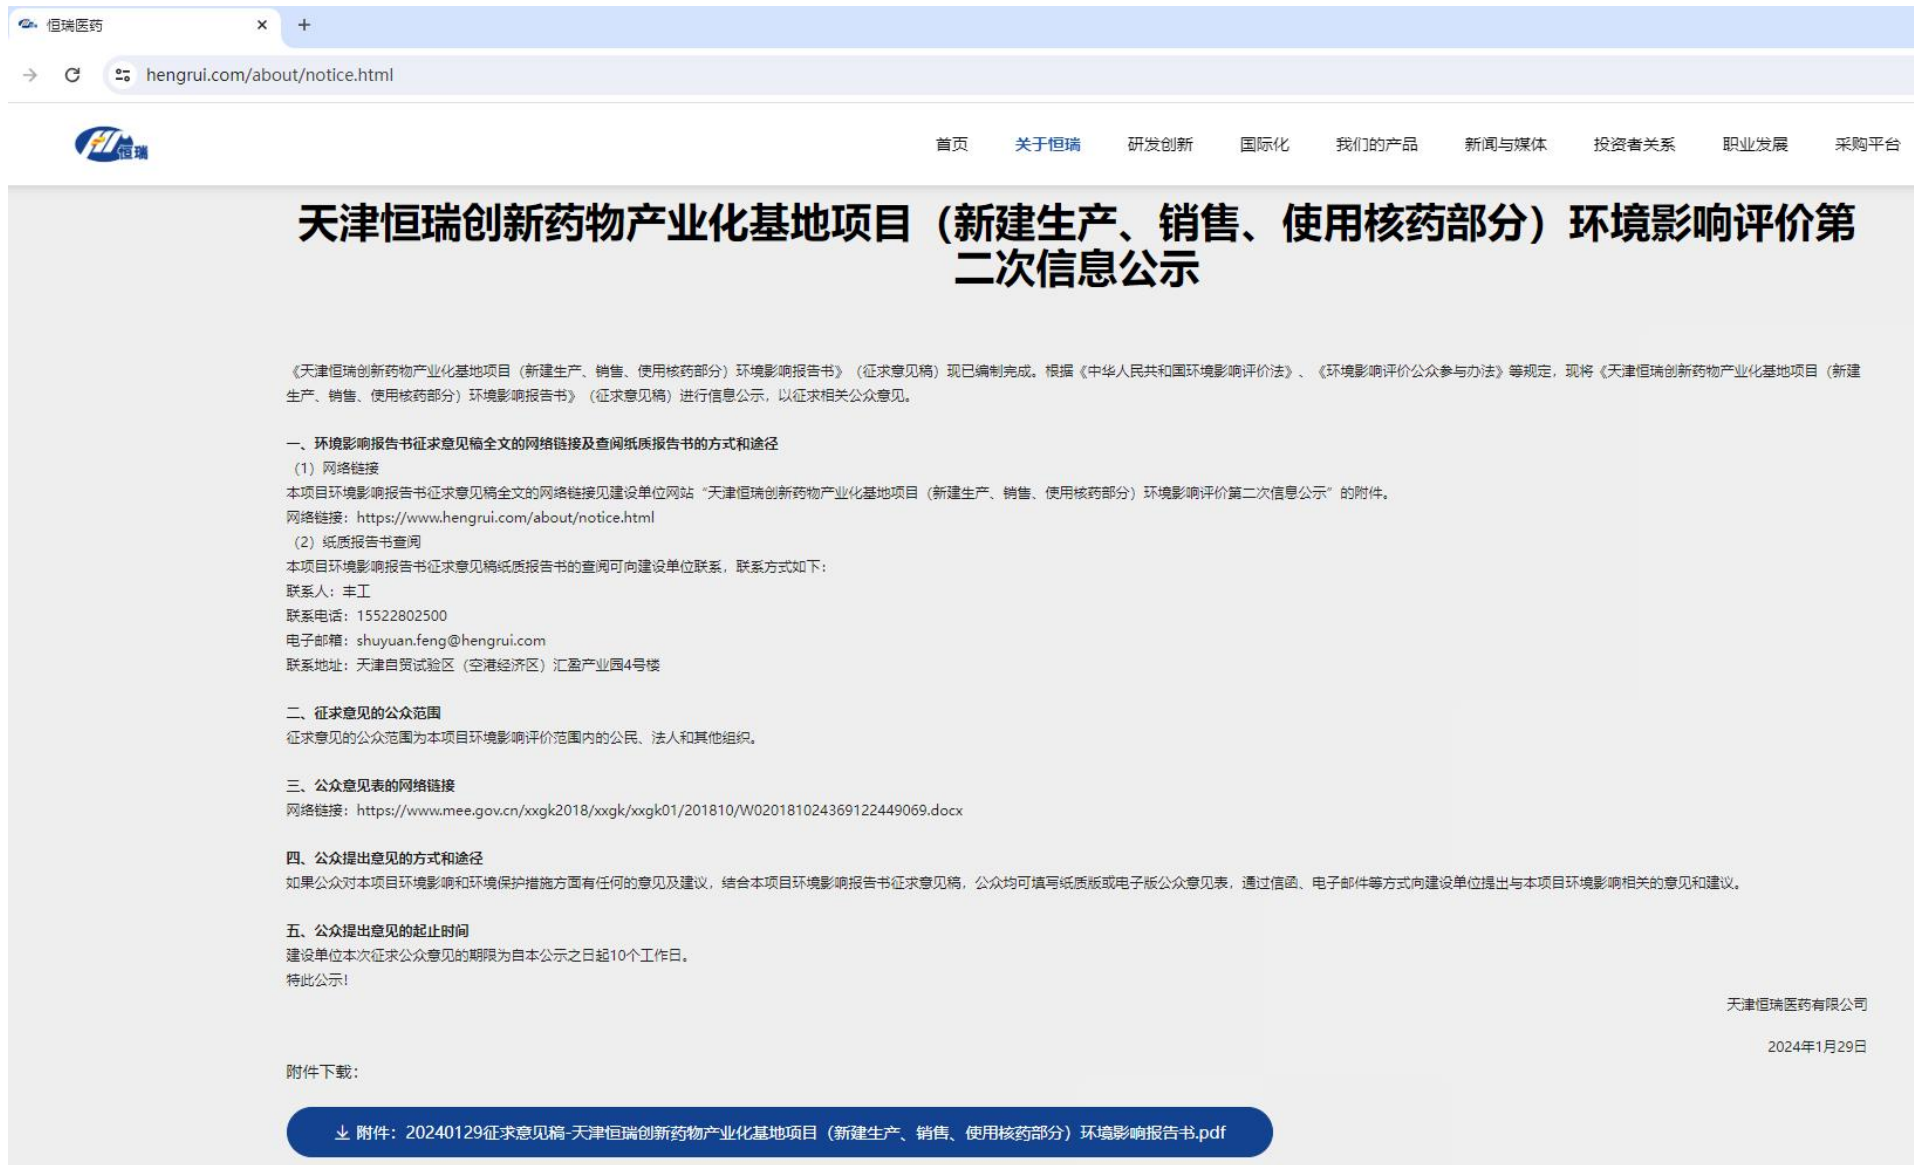 恒瑞医药
hengrui.com/about/notice.html
恒瑞
首页 关于恒瑞 研发创新 国际化 我们的产品 新闻与媒体 投资者关系 职业发展 采购平台
天津恒瑞创新药物产业化基地项目（新建生产、销售、使用核药部分）环境影响评价第
二次信息公示
《天津恒瑞创新药物产业化基地项目（新建生产、销售、使用核药部分）环境影响报告书》（征求意见稿）现已编制完成。根据《中华人民共和国环境影响评价法》、《环境影响评价公众参与办法》等规定，现将《天津恒瑞创新药物产业化基地项目（新建
生产、销售、使用核药部分）环境影响报告书》（征求意见稿）进行信息公示，以征求相关公众意见。
一、环境影响报告书征求意见稿全文的网络链接及查阅纸质报告书的方式和途径
（1）网络链接
本项目环境影响报告书征求意见稿全文的网络链接见建设单位网站“天津恒瑞创新药物产业化基地项目（新建生产、销售、使用核药部分）环境影响评价第二次信息公示”的附件。
网络链接：https://www.hengrui.com/about/notice.html
（2）纸质报告书查阅
本项目环境影响报告书征求意见稿纸质报告书的查阅可向建设单位联系，联系方式如下：
联系人：丰工
联系电话：15522802500
电子邮箱：shuyuan.feng@hengrui.com
联系地址：天津自贸试验区（空港经济区）汇盈产业园4号楼
二、征求意见的公众范围
征求意见的公众范围为本项目环境影响评价范围内的公民、法人和其他组织。
三、公众意见表的网络链接
网络链接：https://www.mee.gov.cn/xxgk2018/xxgk/xxgk01/201810/W020181024369122449069.docx
四、公众提出意见的方式和途径
如果公众对本项目环境影响和环境保护措施方面有任何的意见及建议，结合本项目环境影响报告书征求意见稿，公众均可填写纸质版或电子版公众意见表，通过信函、电子邮件等方式向建设单位提出与本项目环境影响相关的意见和建议。
五、公众提出意见的起止时间
建设单位本次征求公众意见的期限为自本公示之日起10个工作日。
特此公示！
天津恒瑞医药有限公司
2024年1月29日
附件下载：
附件：20240129征求意见稿-天津恒瑞创新药物产业化基地项目（新建生产、销售、使用核药部分）环境影响报告书.pdf